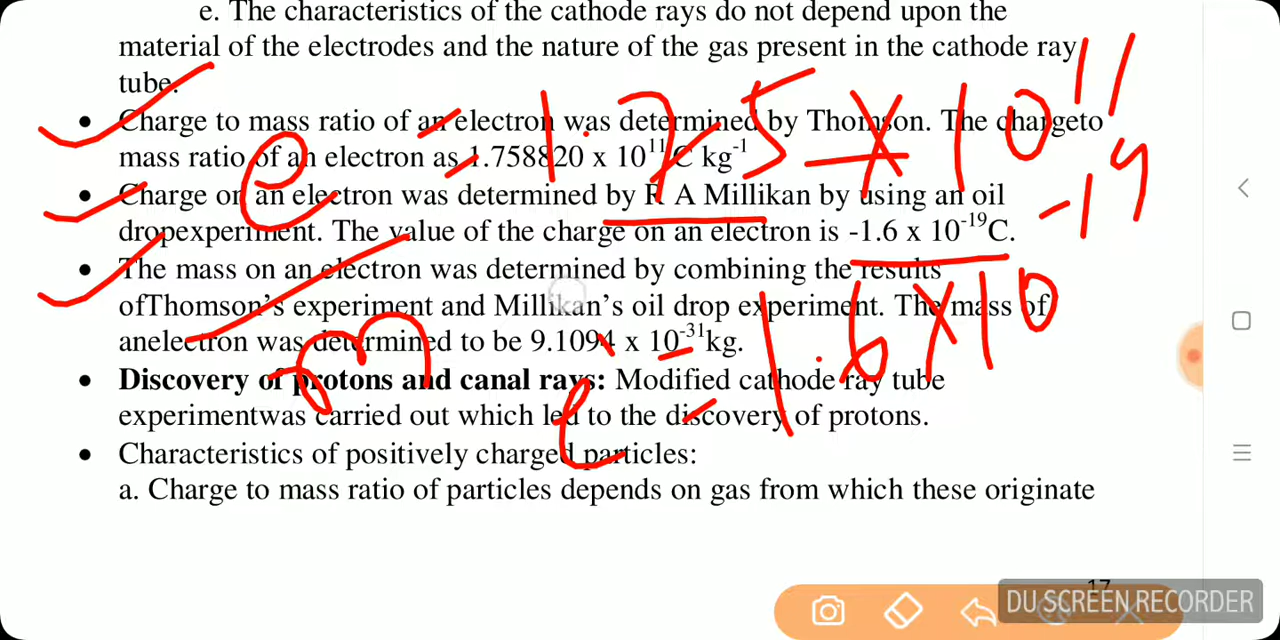 e. The characteristics of the cathode rays do not depend upon the
material of the electrodes and the nature of the gas present in the cathode ray
tube.
• Charge to mass ratio of an electron was determined by Thomson. The chargeto
mass ratio of an electron as 1.758820 x 10¹¹ C kg⁻¹
• Charge on an electron was determined by R A Millikan by using an oil
dropexperiment. The value of the charge on an electron is -1.6 x 10⁻¹⁹C.
• The mass on an electron was determined by combining the results
ofThomson's experiment and Millikan's oil drop experiment. The mass of
anelectron was determined to be 9.1094 x 10⁻³¹kg.
• Discovery of protons and canal rays: Modified cathode ray tube
experimentwas carried out which led to the discovery of protons.
• Characteristics of positively charged particles:
a. Charge to mass ratio of particles depends on gas from which these originate
e/m = 1.75 x 10¹¹
e = 1.6 x 10⁻¹⁹
17
DU SCREEN RECORDER